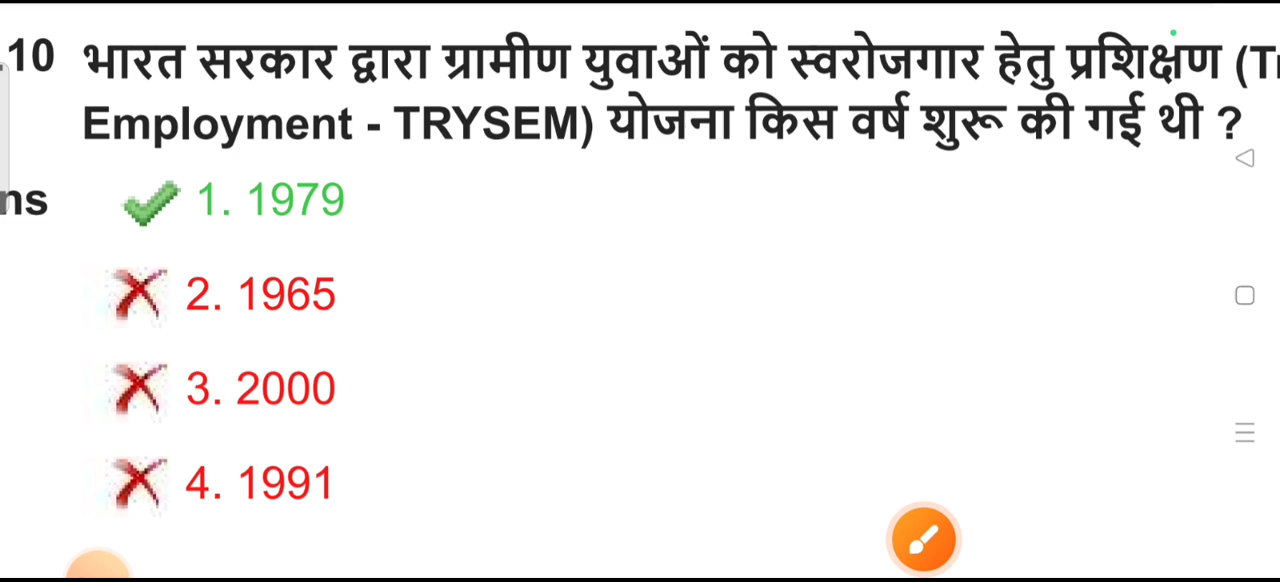 .10 भारत सरकार द्वारा ग्रामीण युवाओं को स्वरोजगार हेतु प्रशिक्षण (T
Employment - TRYSEM) योजना किस वर्ष शुरू की गई थी ?
ns 1. 1979
2. 1965
3. 2000
4. 1991